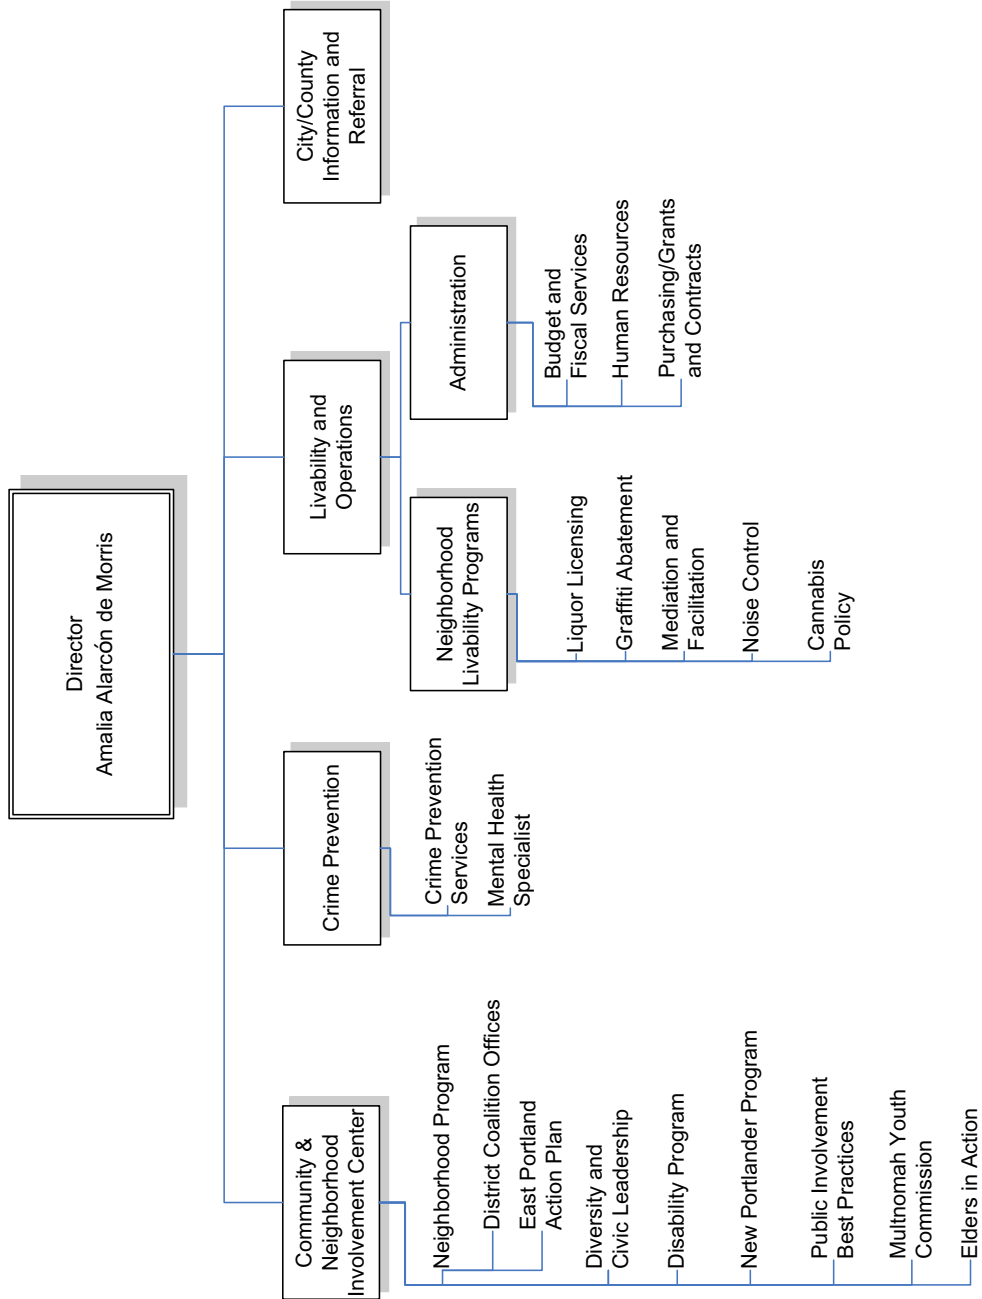 Director
Amalia Alarcón de Morris
Community &
Neighborhood
Involvement Center
Crime Prevention
Livability and
Operations
City/County
Information and
Referral
Neighborhood Program
District Coalition Offices
East Portland
Action Plan
Diversity and
Civic Leadership
Disability Program
New Portlander Program
Public Involvement
Best Practices
Multnomah Youth
Commission
Elders in Action
Crime Prevention
Services
Mental Health
Specialist
Neighborhood
Livability Programs
Liquor Licensing
Graffiti Abatement
Mediation and
Facilitation
Noise Control
Cannabis
Policy
Administration
Budget and
Fiscal Services
Human Resources
Purchasing/Grants
and Contracts